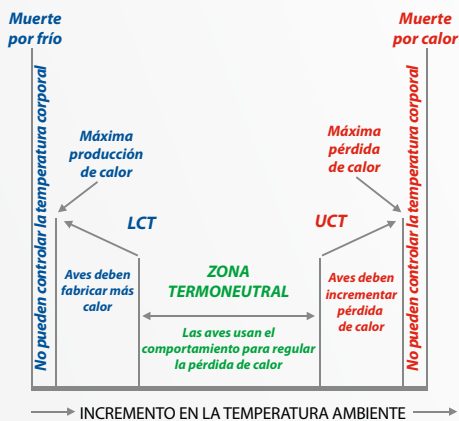 Muerte
por frío
Muerte
por calor
No pueden controlar la temperatura corporal
Máxima
producción
de calor
LCT
Aves deben
fabricar más
calor
ZONA
TERMONEUTRAL
Las aves usan el
comportamiento para regular
la pérdida de calor
Máxima
pérdida
de calor
UCT
Aves deben
incrementar
pérdida
de calor
No pueden controlar la temperatura corporal
INCREMENTO EN LA TEMPERATURA AMBIENTE